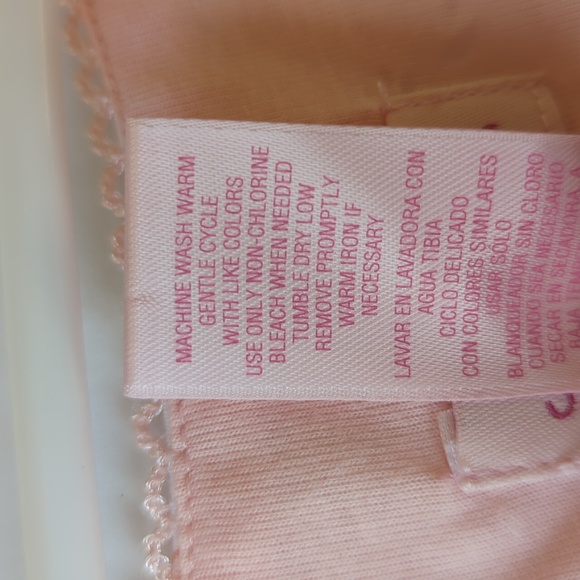 MACHINE WASH WARM
GENTLE CYCLE
WITH LIKE COLORS
USE ONLY NON-CHLORINE
BLEACH WHEN NEEDED
TUMBLE DRY LOW
REMOVE PROMPTLY
WARM IRON IF
NECESSARY
LAVAR EN LAVADORA CON
AGUA TIBIA
CICLO DELICADO
CON COLORES SIMILARES
USAR SOLO
BLANQUEADOR SIN CLORO
CUANDO SEA NECESARIO
SECAR EN SECADORA A